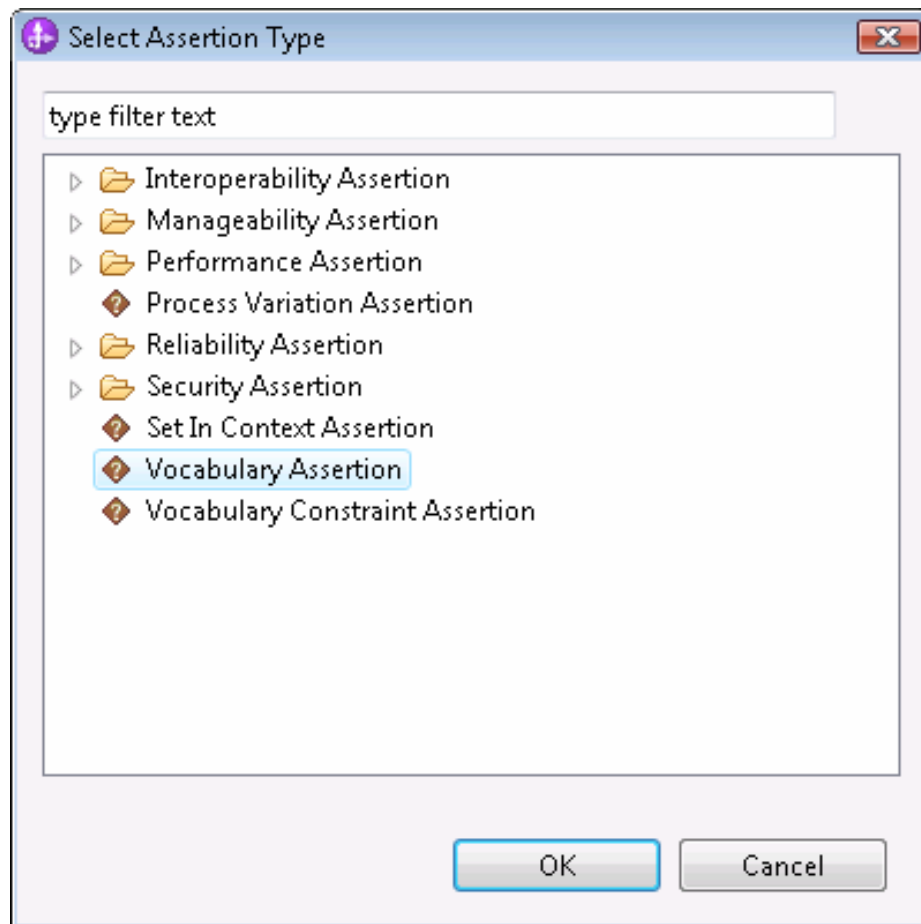 Select Assertion Type
type filter text
Interoperability Assertion
Manageability Assertion
Performance Assertion
Process Variation Assertion
Reliability Assertion
Security Assertion
Set In Context Assertion
Vocabulary Assertion
Vocabulary Constraint Assertion
OK Cancel